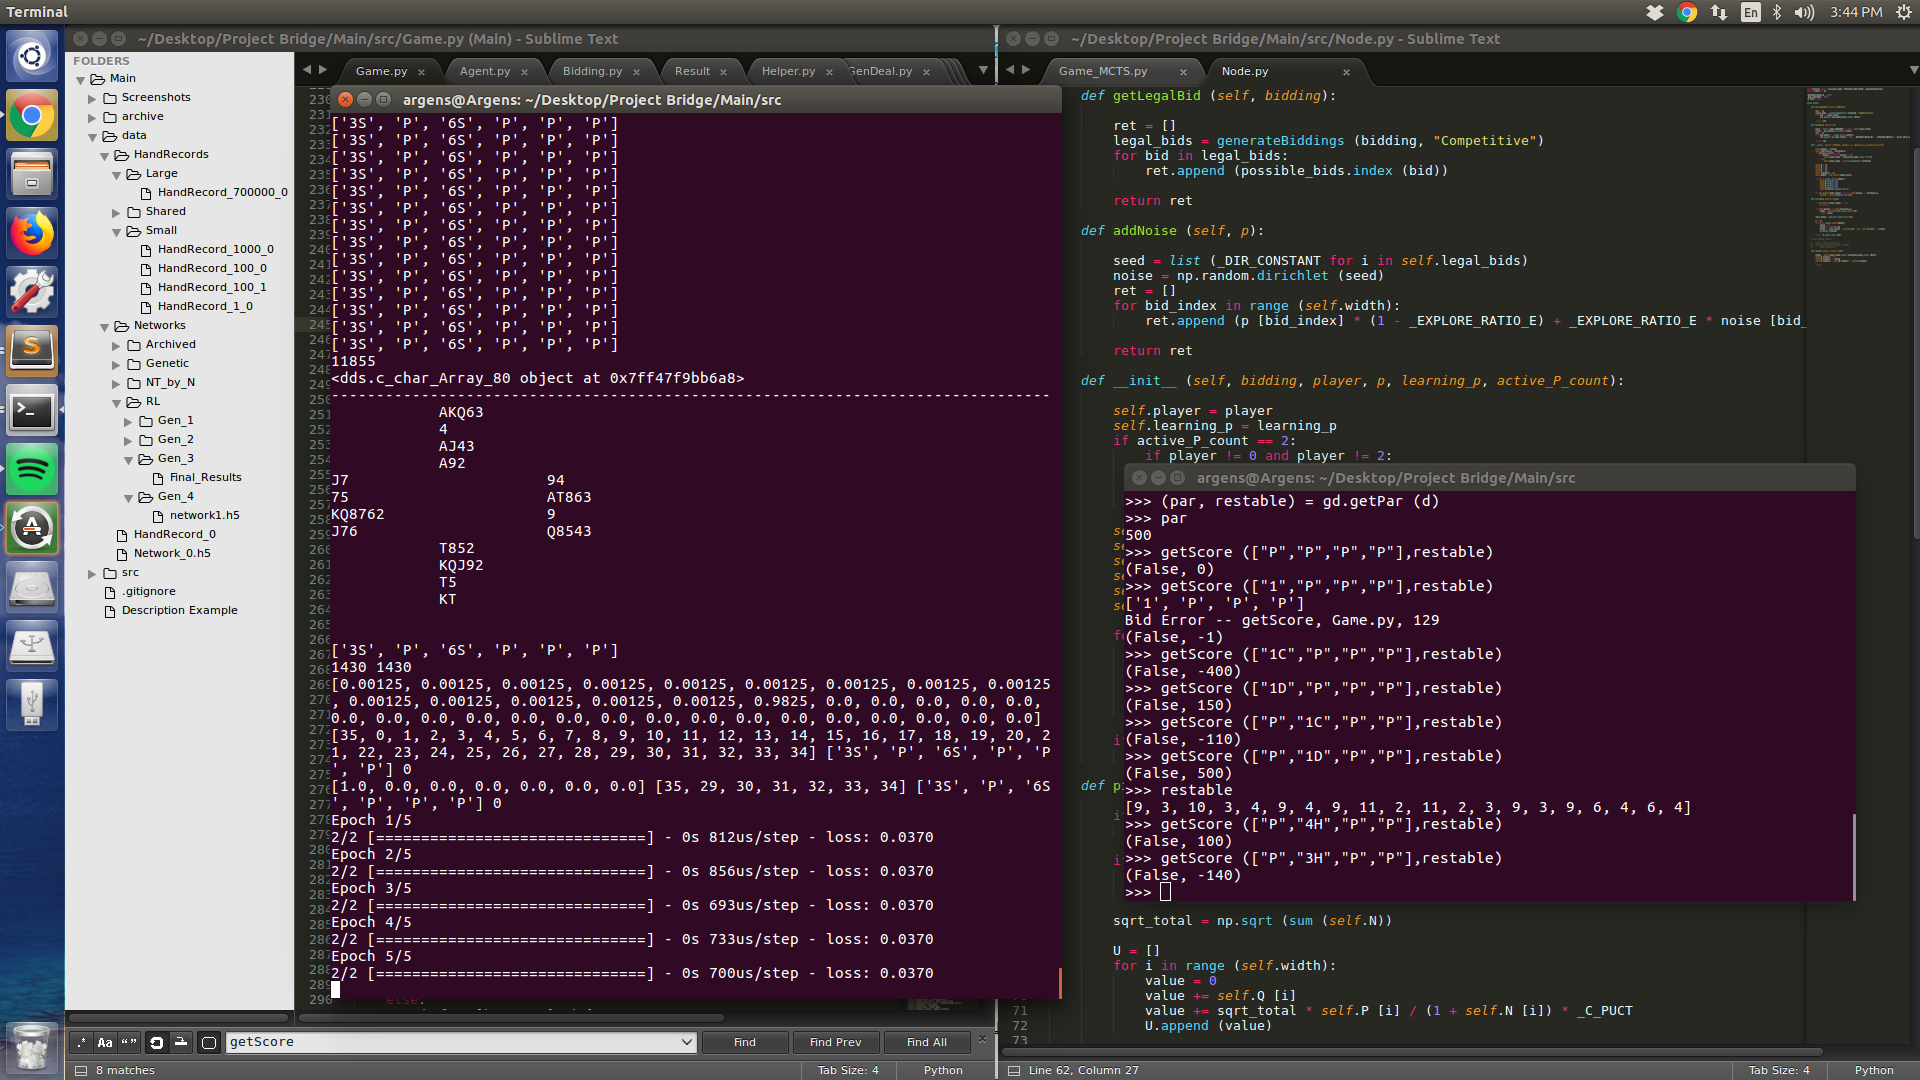 Terminal
En
3:44 PM
~/Desktop/Project Bridge/Main/src/Game.py (Main) - Sublime Text
~/Desktop/Project Bridge/Main/src/Node.py - Sublime Text
FOLDERS
Main
Screenshots
archive
data
HandRecords
Large
HandRecord_700000_0
Shared
Small
HandRecord_1000_0
HandRecord_100_0
HandRecord_100_1
HandRecord_1_0
Networks
Archived
Genetic
NT_by_N
RL
Gen_1
Gen_2
Gen_3
Final_Results
Gen_4
network1.h5
HandRecord_0
Network_0.h5
src
.gitignore
Description Example
Game.py
Agent.py
Bidding.py
Result
Helper.py
GenDeal.py
argens@Argens: ~/Desktop/Project Bridge/Main/src
['3S', 'P', '6S', 'P', 'P', 'P']
['3S', 'P', '6S', 'P', 'P', 'P']
['3S', 'P', '6S', 'P', 'P', 'P']
['3S', 'P', '6S', 'P', 'P', 'P']
['3S', 'P', '6S', 'P', 'P', 'P']
['3S', 'P', '6S', 'P', 'P', 'P']
['3S', 'P', '6S', 'P', 'P', 'P']
['3S', 'P', '6S', 'P', 'P', 'P']
['3S', 'P', '6S', 'P', 'P', 'P']
['3S', 'P', '6S', 'P', 'P', 'P']
['3S', 'P', '6S', 'P', 'P', 'P']
['3S', 'P', '6S', 'P', 'P', 'P']
['3S', 'P', '6S', 'P', 'P', 'P']
['3S', 'P', '6S', 'P', 'P', 'P']
11855
<dds.c_char_Array_80 object at 0x7ff47f9bb6a8>
--------------------------------------------------------------------------------
AKQ63
4
AJ43
A92
J7 94
75 AT863
KQ8762 9
J76 Q8543
T852
KQJ92
T5
KT
['3S', 'P', '6S', 'P', 'P', 'P']
1430 1430
[0.00125, 0.00125, 0.00125, 0.00125, 0.00125, 0.00125, 0.00125, 0.00125, 0.00125
, 0.00125, 0.00125, 0.00125, 0.00125, 0.00125, 0.9825, 0.0, 0.0, 0.0, 0.0, 0.0,
0.0, 0.0, 0.0, 0.0, 0.0, 0.0, 0.0, 0.0, 0.0, 0.0, 0.0, 0.0, 0.0, 0.0, 0.0, 0.0]
[35, 0, 1, 2, 3, 4, 5, 6, 7, 8, 9, 10, 11, 12, 13, 14, 15, 16, 17, 18, 19, 20, 2
1, 22, 23, 24, 25, 26, 27, 28, 29, 30, 31, 32, 33, 34] ['3S', 'P', '6S', 'P', 'P
', 'P'] 0
[1.0, 0.0, 0.0, 0.0, 0.0, 0.0, 0.0] [35, 29, 30, 31, 32, 33, 34] ['3S', 'P', '6S
', 'P', 'P', 'P'] 0
Epoch 1/5
2/2 [==============================] - 0s 812us/step - loss: 0.0370
Epoch 2/5
2/2 [==============================] - 0s 856us/step - loss: 0.0370
Epoch 3/5
2/2 [==============================] - 0s 693us/step - loss: 0.0370
Epoch 4/5
2/2 [==============================] - 0s 733us/step - loss: 0.0370
Epoch 5/5
2/2 [==============================] - 0s 700us/step - loss: 0.0370
290 else:
Game_MCTS.py
Node.py
def getLegalBid (self, bidding):
ret = []
legal_bids = generateBiddings (bidding, "Competitive")
for bid in legal_bids:
ret.append (possible_bids.index (bid))
return ret
def addNoise (self, p):
seed = list (_DIR_CONSTANT for i in self.legal_bids)
noise = np.random.dirichlet (seed)
ret = []
for bid_index in range (self.width):
ret.append (p [bid_index] * (1 - _EXPLORE_RATIO_E) + _EXPLORE_RATIO_E * noise [bid_
return ret
def __init__ (self, bidding, player, p, learning_p, active_P_count):
self.player = player
self.learning_p = learning_p
if active_P_count == 2:
if player != 0 and player != 2:
argens@Argens: ~/Desktop/Project Bridge/Main/src
>>> (par, restable) = gd.getPar (d)
>>> par
500
>>> getScore (["P","P","P","P"],restable)
(False, 0)
>>> getScore (["1","P","P","P"],restable)
['1', 'P', 'P', 'P']
Bid Error -- getScore, Game.py, 129
(False, -1)
>>> getScore (["1C","P","P","P"],restable)
(False, -400)
>>> getScore (["1D","P","P","P"],restable)
(False, 150)
>>> getScore (["P","1C","P","P"],restable)
(False, -110)
>>> getScore (["P","1D","P","P"],restable)
(False, 500)
>>> restable
[9, 3, 10, 3, 4, 9, 4, 9, 11, 2, 11, 2, 3, 9, 3, 9, 6, 4, 6, 4]
>>> getScore (["P","4H","P","P"],restable)
(False, 100)
>>> getScore (["P","3H","P","P"],restable)
(False, -140)
>>>
sqrt_total = np.sqrt (sum (self.N))
U = []
for i in range (self.width):
value = 0
value += self.Q [i]
71 value += sqrt_total * self.P [i] / (1 + self.N [i]) * _C_PUCT
72 U.append (value)
73
.* Aa “ ”
getScore
Find
Find Prev
Find All
8 matches
Tab Size: 4
Python
Line 62, Column 27
Tab Size: 4
Python